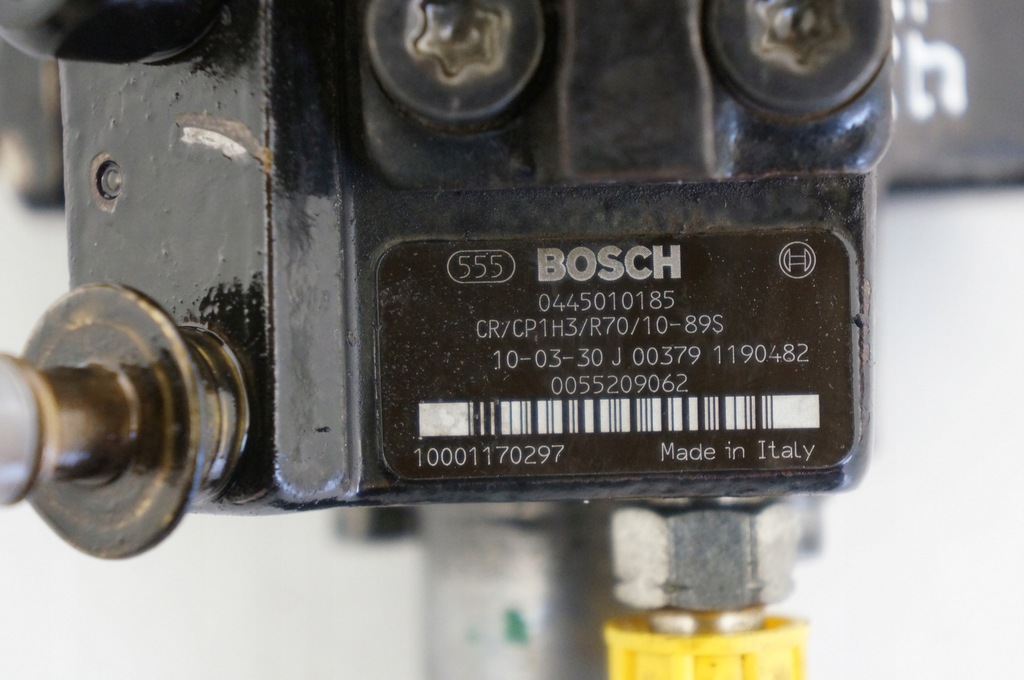 555 BOSCH
0445010185
CR/CP1H3/R70/10-89S
10-03-30 J 00379 1190482
0055209062
10001170297 Made in Italy